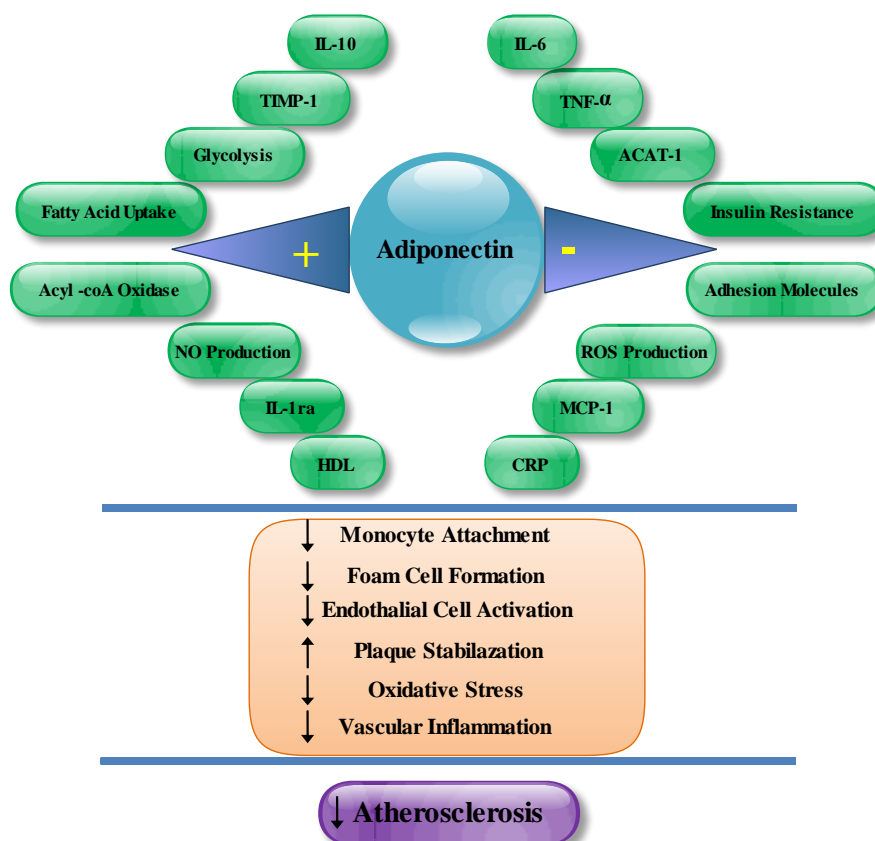 IL-10
TIMP-1
Glycolysis
Fatty Acid Uptake
Acyl -coA Oxidase
NO Production
IL-1ra
HDL
+
Adiponectin
-
IL-6
TNF-α
ACAT-1
Insulin Resistance
Adhesion Molecules
ROS Production
MCP-1
CRP
↓ Monocyte Attachment
↓ Foam Cell Formation
↓ Endothalial Cell Activation
↑ Plaque Stabilazation
↓ Oxidative Stress
↓ Vascular Inflammation
↓ Atherosclerosis